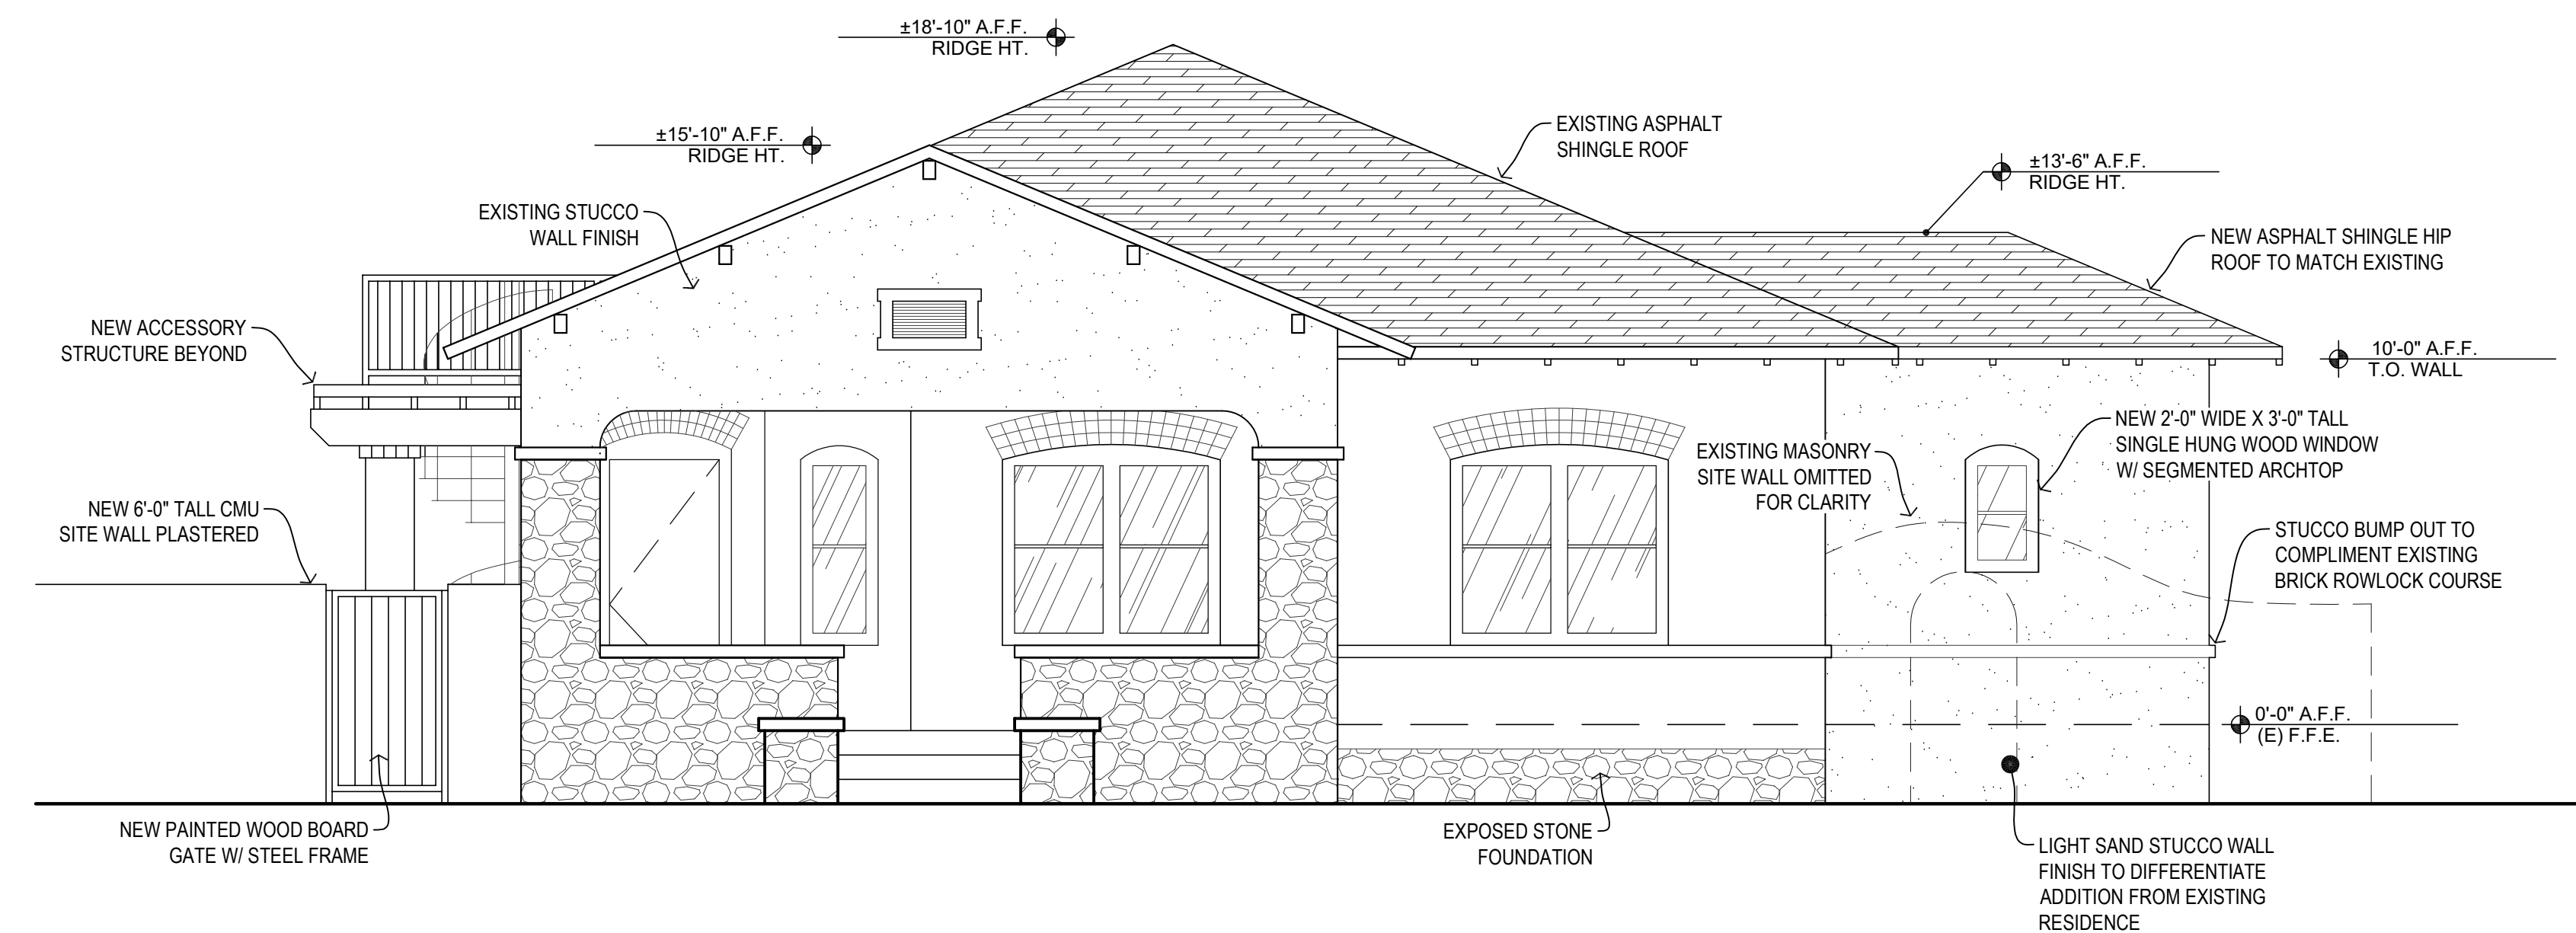 ±18'-10" A.F.F.
RIDGE HT.
±15'-10" A.F.F.
RIDGE HT.
EXISTING ASPHALT
SHINGLE ROOF
±13'-6" A.F.F.
RIDGE HT.
EXISTING STUCCO
WALL FINISH
NEW ASPHALT SHINGLE HIP
ROOF TO MATCH EXISTING
NEW ACCESSORY
STRUCTURE BEYOND
10'-0" A.F.F.
T.O. WALL
NEW 2'-0" WIDE X 3'-0" TALL
SINGLE HUNG WOOD WINDOW
W/ SEGMENTED ARCHTOP
EXISTING MASONRY
SITE WALL OMITTED
FOR CLARITY
NEW 6'-0" TALL CMU
SITE WALL PLASTERED
STUCCO BUMP OUT TO
COMPLIMENT EXISTING
BRICK ROWLOCK COURSE
0'-0" A.F.F.
(E) F.F.E.
NEW PAINTED WOOD BOARD
GATE W/ STEEL FRAME
EXPOSED STONE
FOUNDATION
LIGHT SAND STUCCO WALL
FINISH TO DIFFERENTIATE
ADDITION FROM EXISTING
RESIDENCE